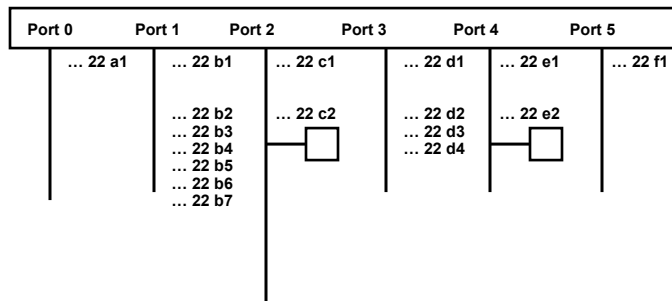 Port 0 Port 1 Port 2 Port 3 Port 4 Port 5
… 22 a1 … 22 b1 … 22 c1 … 22 d1 … 22 e1 … 22 f1
… 22 b2 … 22 c2 … 22 d2 … 22 e2
… 22 b3 … 22 d3
… 22 b4 … 22 d4
… 22 b5
… 22 b6
… 22 b7